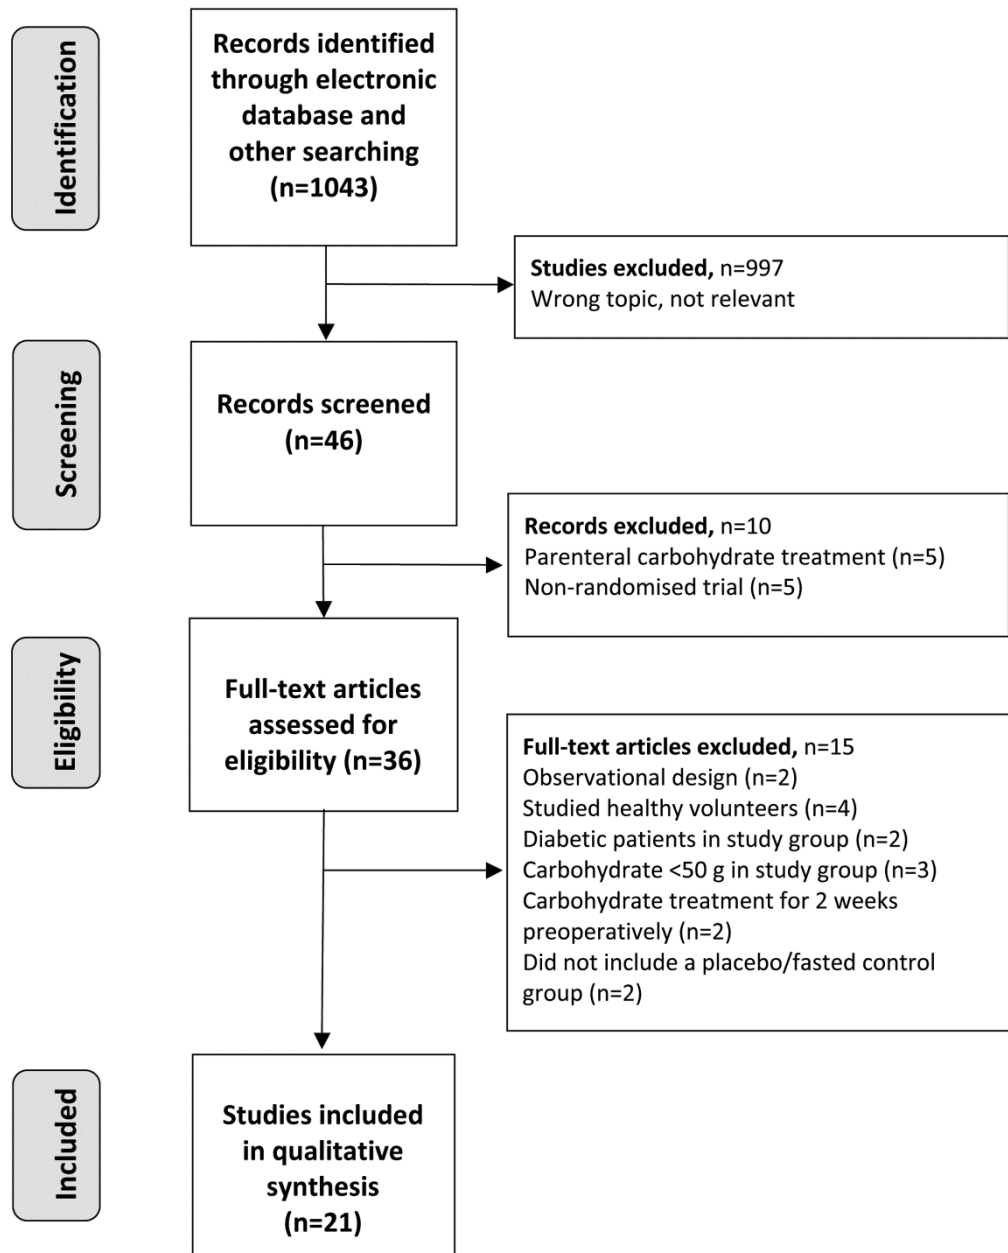 Identification
Records identified
through electronic
database and
other searching
(n=1043)
Studies excluded, n=997
Wrong topic, not relevant
Screening
Records screened
(n=46)
Records excluded, n=10
Parenteral carbohydrate treatment (n=5)
Non-randomised trial (n=5)
Eligibility
Full-text articles
assessed for
eligibility (n=36)
Full-text articles excluded, n=15
Observational design (n=2)
Studied healthy volunteers (n=4)
Diabetic patients in study group (n=2)
Carbohydrate <50 g in study group (n=3)
Carbohydrate treatment for 2 weeks
preoperatively (n=2)
Did not include a placebo/fasted control
group (n=2)
Included
Studies included
in qualitative
synthesis
(n=21)